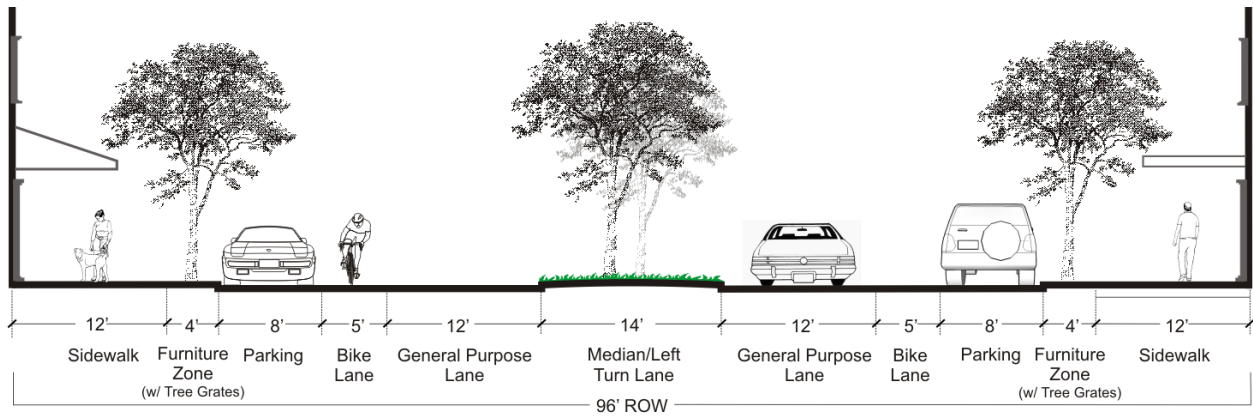 12’ 4’ 8’ 5’ 12’ 14’ 12’ 5’ 8’ 4’ 12’
Sidewalk
Furniture
Zone
(w/ Tree Grates)
Parking
Bike
Lane
General Purpose
Lane
Median/Left
Turn Lane
General Purpose
Lane
Bike
Lane
Parking
Furniture
Zone
(w/ Tree Grates)
Sidewalk
96’ ROW